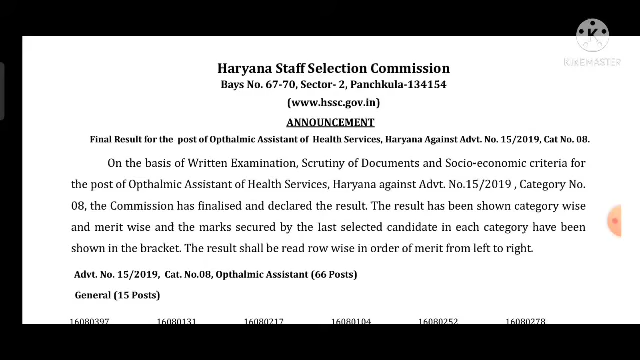 KINEMASTER
Haryana Staff Selection Commission
Bays No. 67-70, Sector- 2, Panchkula-134154
(www.hssc.gov.in)
ANNOUNCEMENT
Final Result for the post of Opthalmic Assistant of Health Services, Haryana Against Advt. No. 15/2019, Cat No. 08.
On the basis of Written Examination, Scrutiny of Documents and Socio-economic criteria for
the post of Opthalmic Assistant of Health Services, Haryana against Advt. No.15/2019 , Category No.
08, the Commission has finalised and declared the result. The result has been shown category wise
and merit wise and the marks secured by the last selected candidate in each category have been
shown in the bracket. The result shall be read row wise in order of merit from left to right.
Advt. No. 15/2019, Cat. No.08, Opthalmic Assistant (66 Posts)
General (15 Posts)
16080397 16080131 16080217 16080104 16080252 16080278